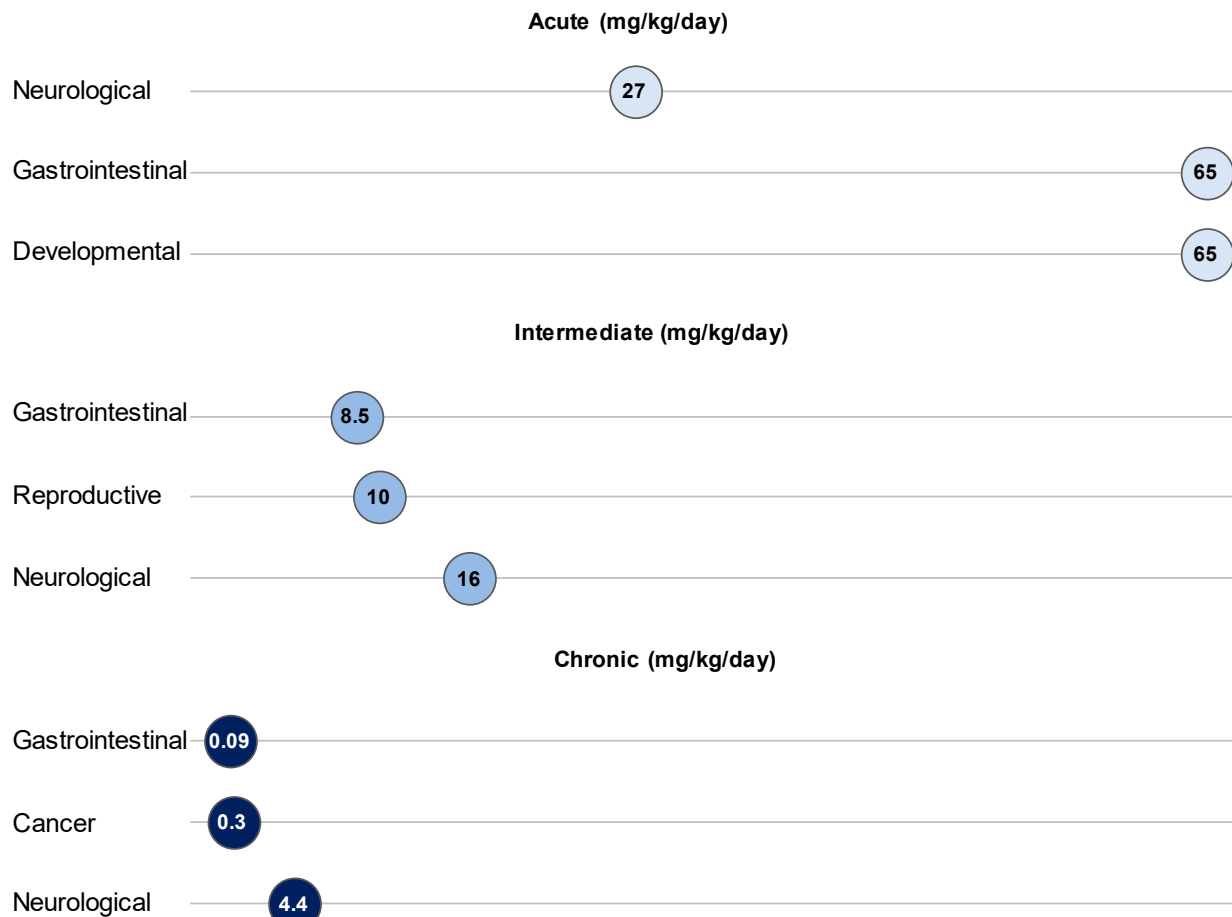 Acute (mg/kg/day)
Neurological 27
Gastrointestinal 65
Developmental 65
Intermediate (mg/kg/day)
Gastrointestinal 8.5
Reproductive 10
Neurological 16
Chronic (mg/kg/day)
Gastrointestinal 0.09
Cancer 0.3
Neurological 4.4